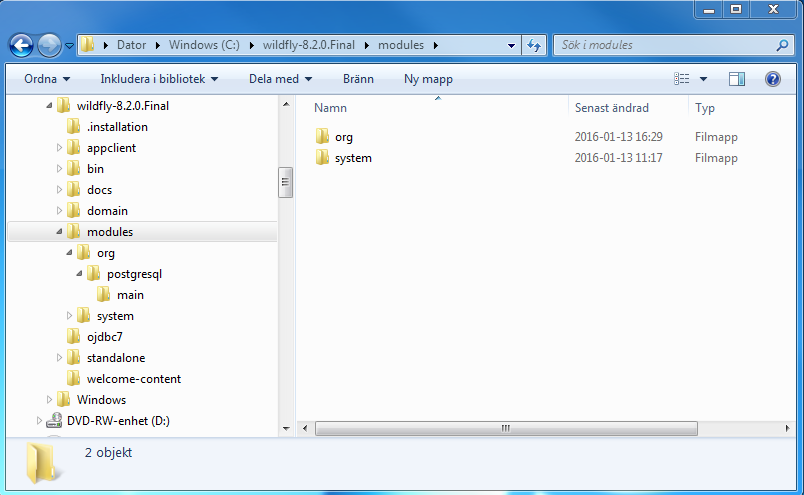 Dator Windows (C:) wildfly-8.2.0.Final modules Sök i modules
Ordna Inkludera i bibliotek Dela med Bränn Ny mapp
wildfly-8.2.0.Final
.installation
appclient
bin
docs
domain
modules
org
postgresql
main
system
ojdbc7
standalone
welcome-content
Windows
DVD-RW-enhet (D:)
Namn Senast ändrad Typ
org 2016-01-13 16:29 Filmapp
system 2016-01-13 11:17 Filmapp
2 objekt